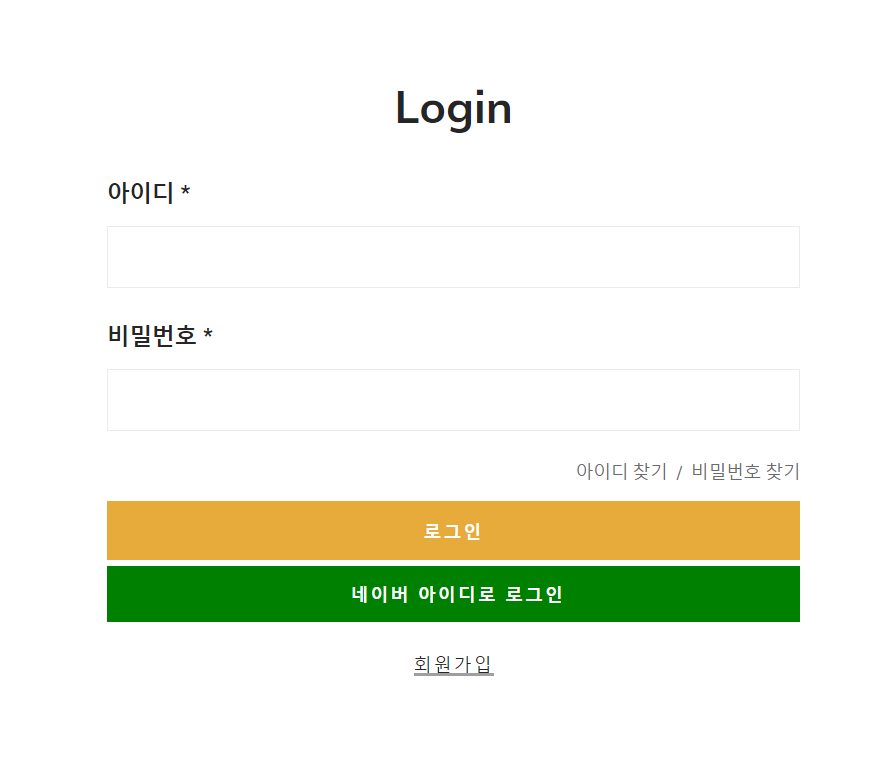 Login
아이디 *
비밀번호 *
아이디 찾기 / 비밀번호 찾기
로그인
네이버 아이디로 로그인
회원가입